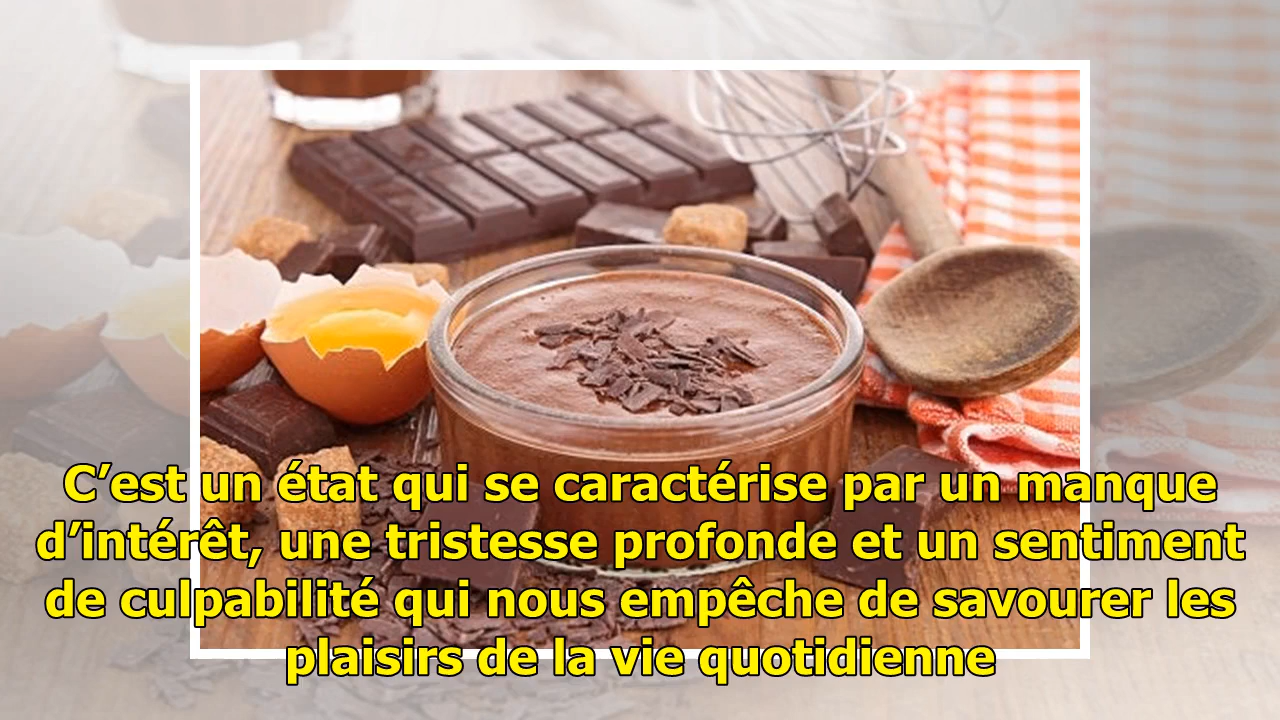 C’est un état qui se caractérise par un manque
d’intérêt, une tristesse profonde et un sentiment
de culpabilité qui nous empêche de savourer les
plaisirs de la vie quotidienne